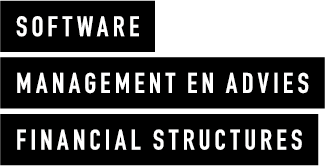 SOFTWARE
MANAGEMENT EN ADVIES
FINANCIAL STRUCTURES